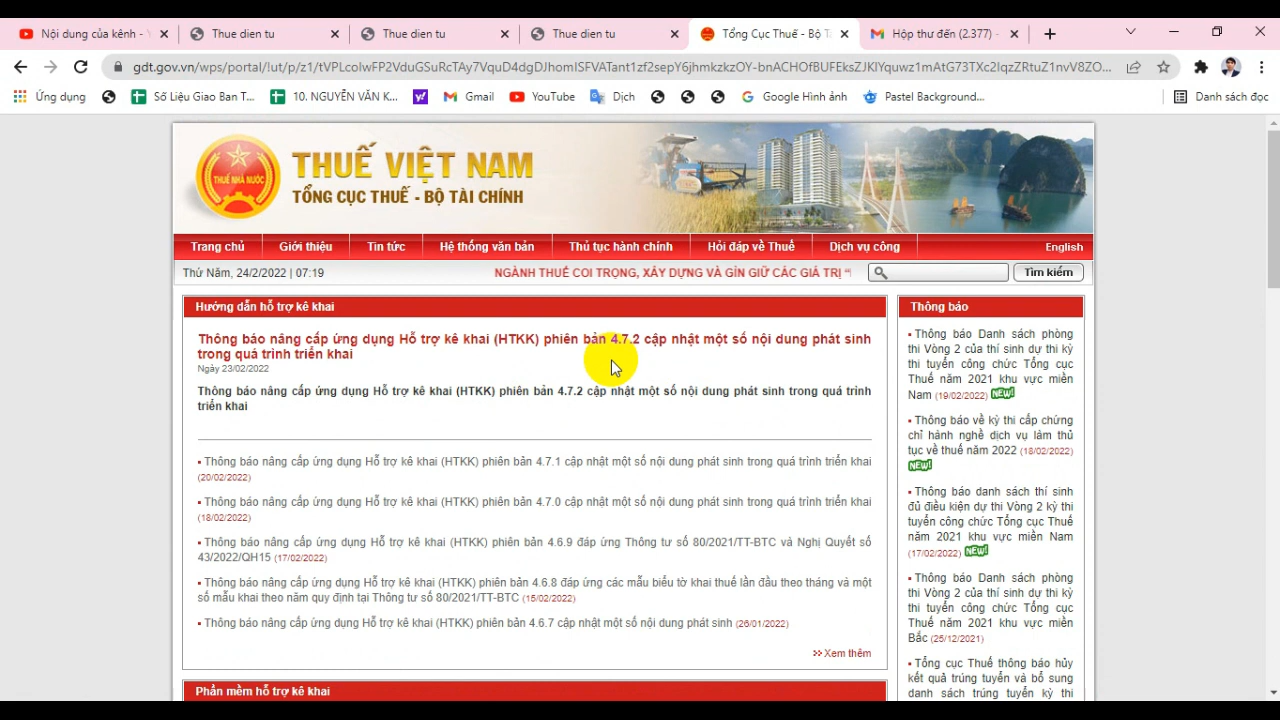 Nội dung của kênh -
Thue dien tu
Thue dien tu
Thue dien tu
Tổng Cục Thuế - Bộ
Hộp thư đến (2.377) -
Ứng dụng
Số Liệu Giao Ban T...
10. NGUYỄN VĂN K...
Gmail
YouTube
Dịch
Google Hình ảnh
Pastel Background...
Danh sách đọc
THUẾ NHÀ NƯỚC
THUẾ VIỆT NAM
TỔNG CỤC THUẾ - BỘ TÀI CHÍNH
Trang chủ
Giới thiệu
Tin tức
Hệ thống văn bản
Thủ tục hành chính
Hỏi đáp về Thuế
Dịch vụ công
English
Thứ Năm, 24/2/2022 | 07:19
NGÀNH THUẾ COI TRỌNG, XÂY DỰNG VÀ GÌN GIỮ CÁC GIÁ TRỊ “
Tìm kiếm
Hướng dẫn hỗ trợ kê khai
Thông báo nâng cấp ứng dụng Hỗ trợ kê khai (HTKK) phiên bản 4.7.2 cập nhật một số nội dung phát sinh
trong quá trình triển khai
Ngày 23/02/2022
Thông báo nâng cấp ứng dụng Hỗ trợ kê khai (HTKK) phiên bản 4.7.2 cập nhật một số nội dung phát sinh trong quá trình
triển khai
Thông báo nâng cấp ứng dụng Hỗ trợ kê khai (HTKK) phiên bản 4.7.1 cập nhật một số nội dung phát sinh trong quá trình triển khai
(20/02/2022)
Thông báo nâng cấp ứng dụng Hỗ trợ kê khai (HTKK) phiên bản 4.7.0 cập nhật một số nội dung phát sinh trong quá trình triển khai
(18/02/2022)
Thông báo nâng cấp ứng dụng Hỗ trợ kê khai (HTKK) phiên bản 4.6.9 đáp ứng Thông tư số 80/2021/TT-BTC và Nghị Quyết số
43/2022/QH15 (17/02/2022)
Thông báo nâng cấp ứng dụng Hỗ trợ kê khai (HTKK) phiên bản 4.6.8 đáp ứng các mẫu biểu tờ khai thuế lần đầu theo tháng và một
số mẫu khai theo năm quy định tại Thông tư số 80/2021/TT-BTC (15/02/2022)
Thông báo nâng cấp ứng dụng Hỗ trợ kê khai (HTKK) phiên bản 4.6.7 cập nhật một số nội dung phát sinh (26/01/2022)
Xem thêm
Phần mềm hỗ trợ kê khai
Thông báo
Thông báo Danh sách phòng
thi Vòng 2 của thí sinh dự thi kỳ
thi tuyển công chức Tổng cục
Thuế năm 2021 khu vực miền
Nam (19/02/2022) NEW!
Thông báo về kỳ thi cấp chứng
chỉ hành nghề dịch vụ làm thủ
tục về thuế năm 2022 (18/02/2022)
NEW!
Thông báo danh sách thí sinh
đủ điều kiện dự thi Vòng 2 kỳ thi
tuyển công chức Tổng cục Thuế
năm 2021 khu vực miền Nam
(17/02/2022) NEW!
Thông báo Danh sách phòng
thi Vòng 2 của thí sinh dự thi kỳ
thi tuyển công chức Tổng cục
Thuế năm 2021 khu vực miền
Bắc (25/12/2021)
Tổng cục Thuế thông báo hủy
kết quả trúng tuyển và bổ sung
danh sách trúng tuyển kỳ thi